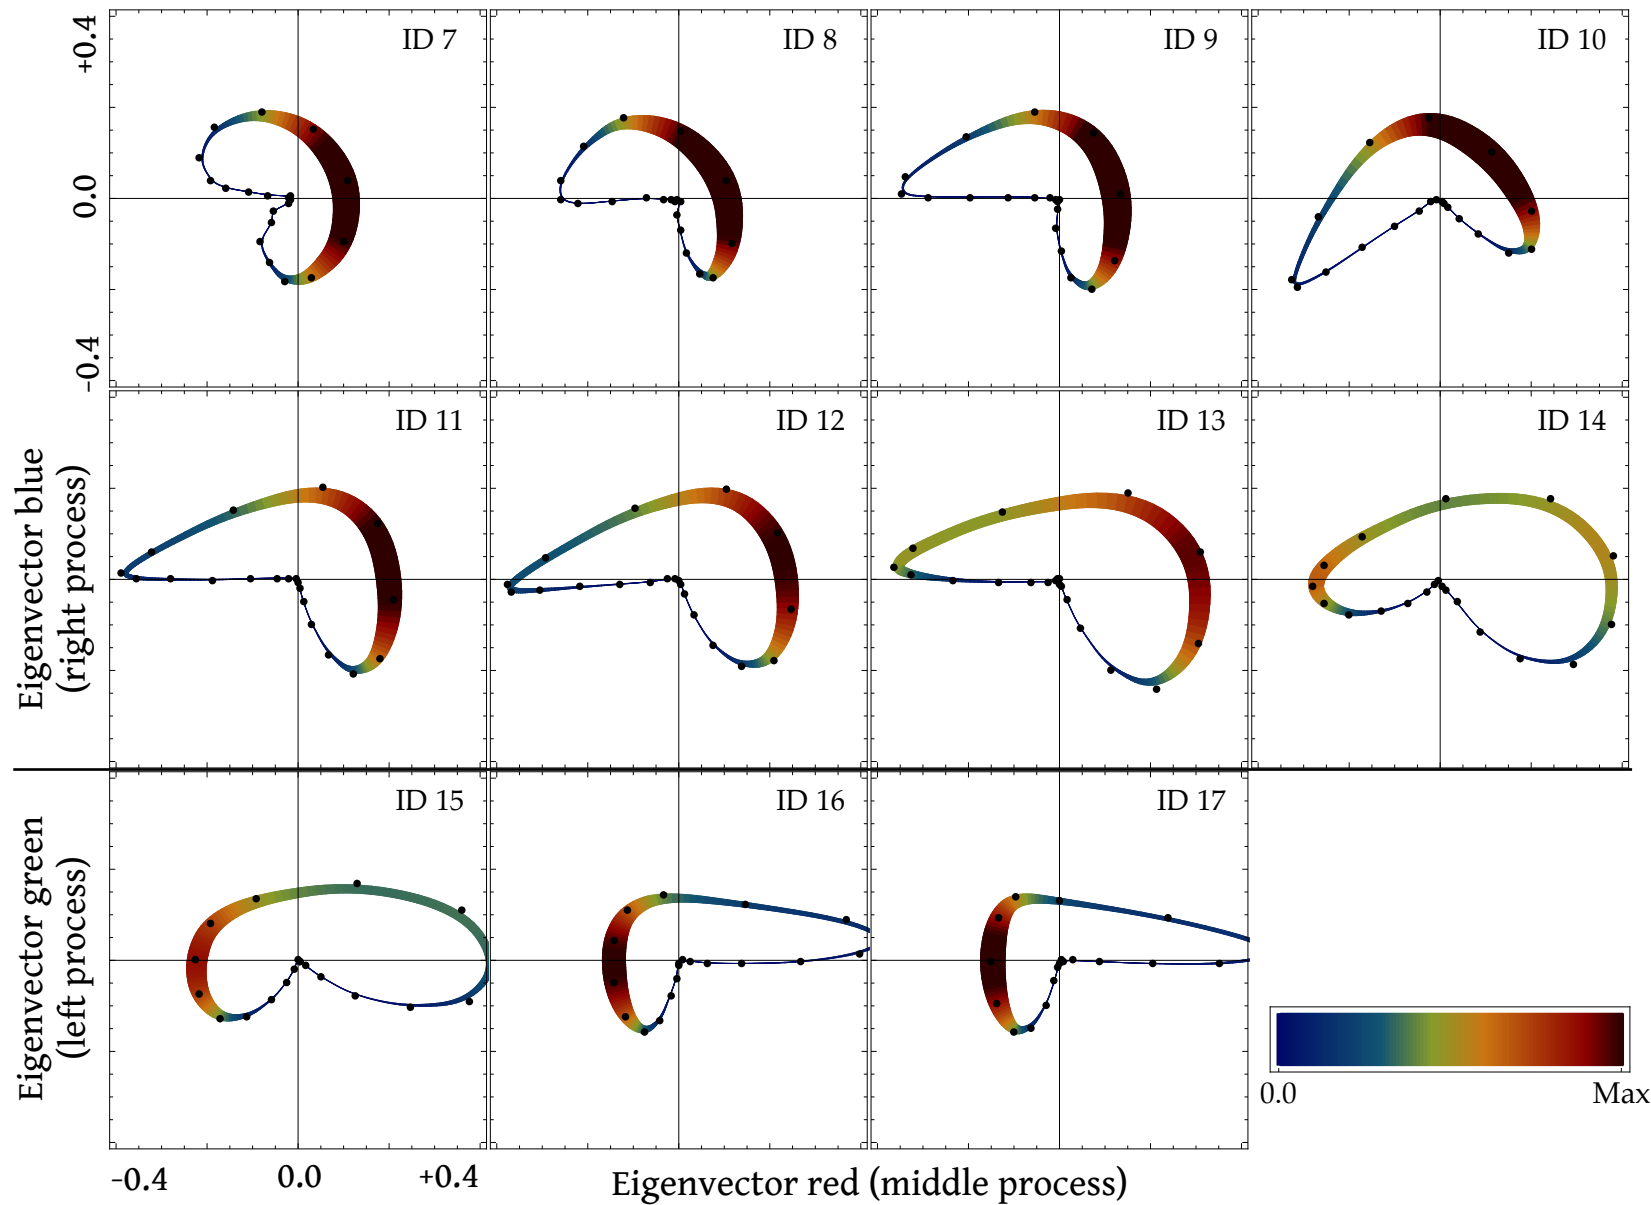 ID 7
ID 8
ID 9
ID 10
+0.4
0.0
-0.4
ID 11
ID 12
ID 13
ID 14
Eigenvector blue
(right process)
ID 15
ID 16
ID 17
Eigenvector green
(left process)
0.0
Max
-0.4
0.0
+0.4
Eigenvector red (middle process)